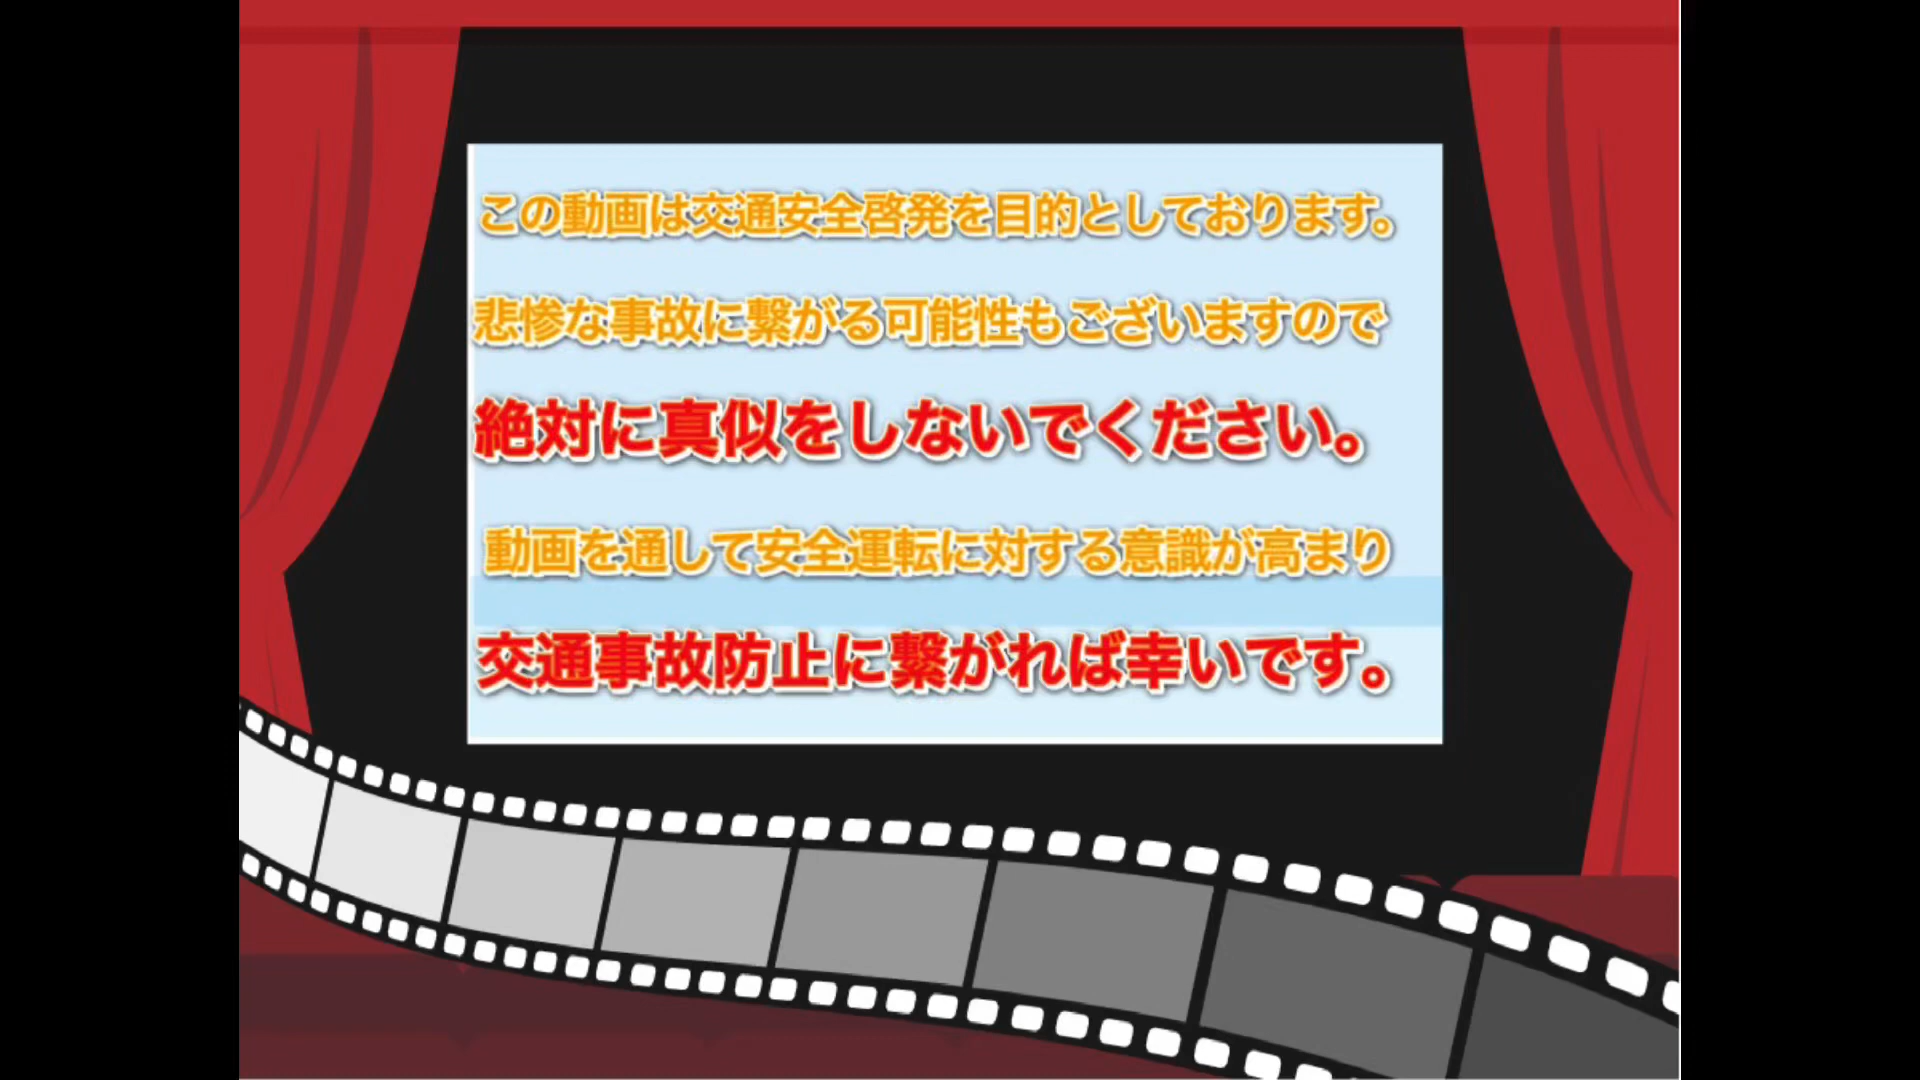 この動画は交通安全啓発を目的としております。
悲惨な事故に繋がる可能性もございますので
絶対に真似をしないでください。
動画を通して安全運転に対する意識が高まり
交通事故防止に繋がれば幸いです。